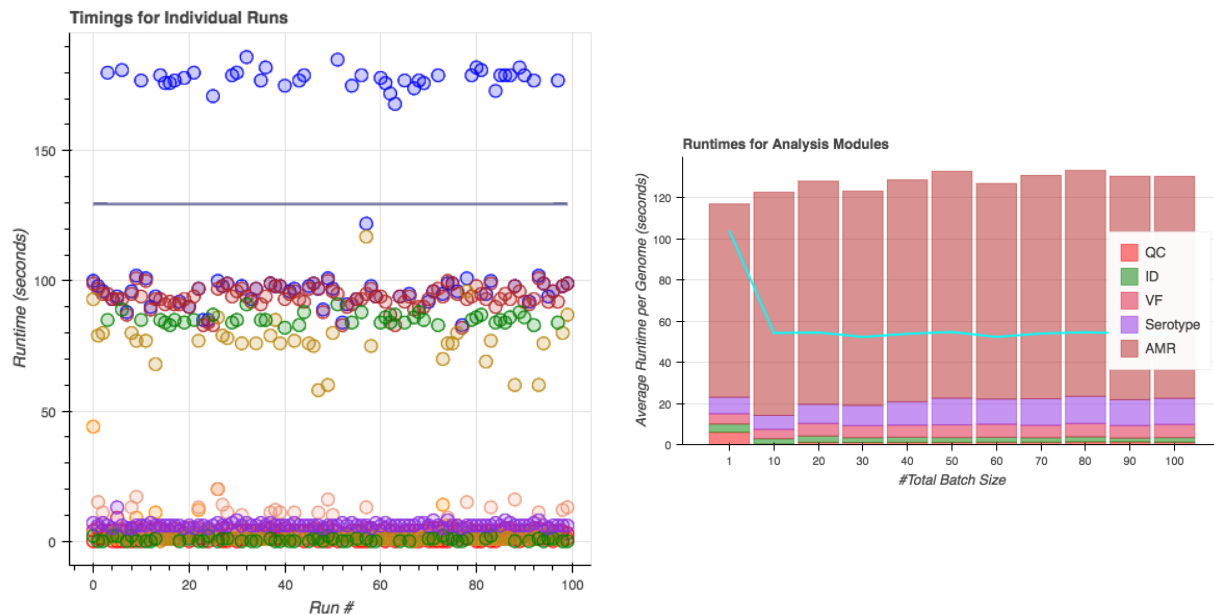 Timings for Individual Runs
Runtime (seconds)
150
100
50
0
0
20
40
60
80
100
Run #
Runtimes for Analysis Modules
Average Runtime per Genome (seconds)
120
100
80
60
40
20
0
1
10
20
30
40
50
60
70
80
90
100
#Total Batch Size
QC
ID
VF
Serotype
AMR